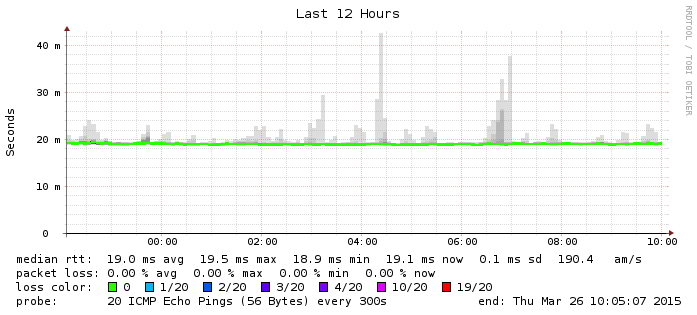 Last 12 Hours
RRDTOOL / TOBI OETIKER
Seconds
40 m
30 m
20 m
10 m
0
00:00 02:00 04:00 06:00 08:00 10:00
median rtt: 19.0 ms avg 19.5 ms max 18.9 ms min 19.1 ms now 0.1 ms sd 190.4 am/s
packet loss: 0.00 % avg 0.00 % max 0.00 % min 0.00 % now
loss color: 0 1/20 2/20 3/20 4/20 10/20 19/20
probe: 20 ICMP Echo Pings (56 Bytes) every 300s end: Thu Mar 26 10:05:07 2015